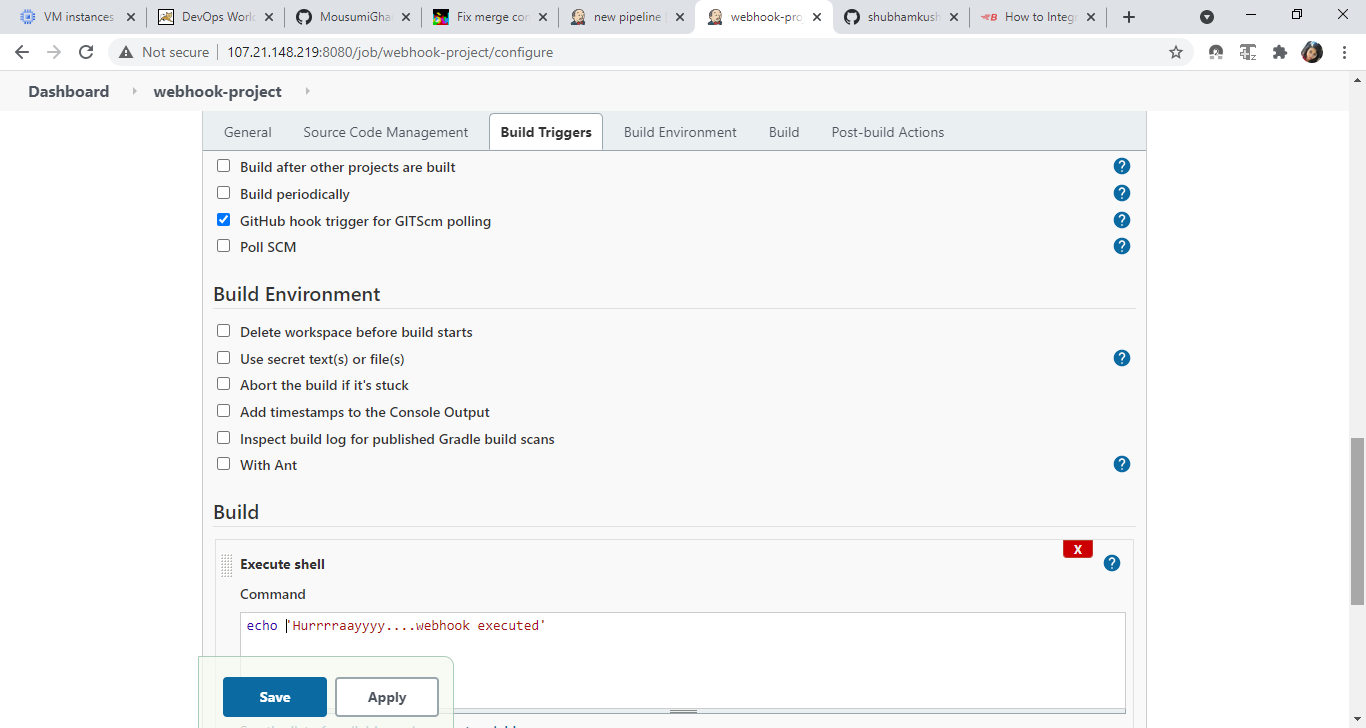 VM instances
DevOps Worl
MousumiGha
Fix merge cor
new pipeline
webhook-pro
shubhamkush
How to Integ
Not secure
107.21.148.219:8080/job/webhook-project/configure
Dashboard
webhook-project
General
Source Code Management
Build Triggers
Build Environment
Build
Post-build Actions
Build after other projects are built
?
Build periodically
?
GitHub hook trigger for GITScm polling
?
Poll SCM
?
Build Environment
Delete workspace before build starts
Use secret text(s) or file(s)
?
Abort the build if it's stuck
Add timestamps to the Console Output
Inspect build log for published Gradle build scans
With Ant
?
Build
X
Execute shell
?
Command
echo 'Hurrrraayyyy....webhook executed'
Save
Apply